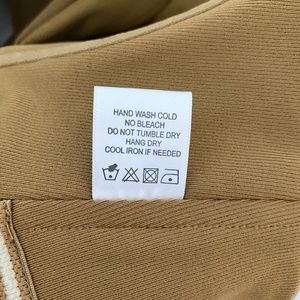 HAND WASH COLD
NO BLEACH
DO NOT TUMBLE DRY
HANG DRY
COOL IRON IF NEEDED